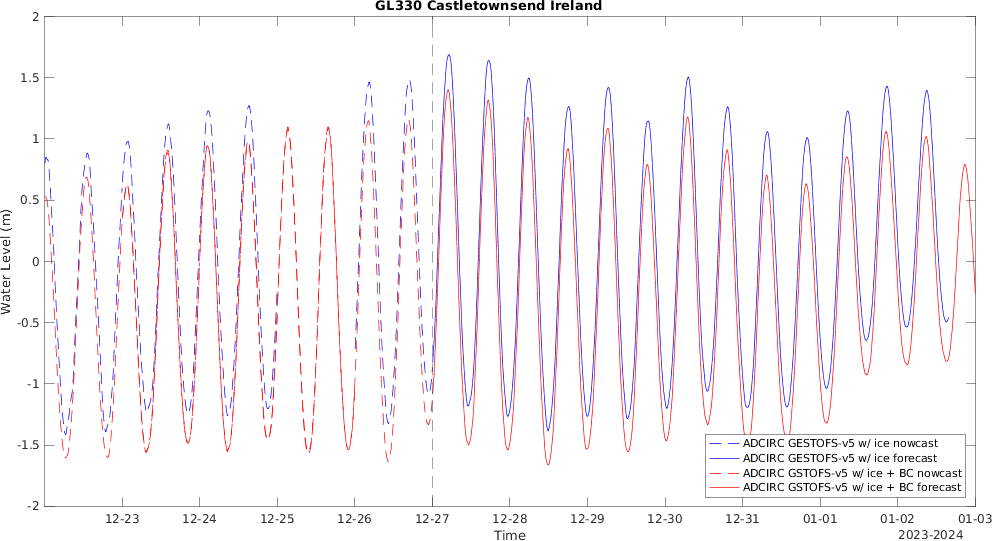 GL330 Castletownsend Ireland
2
1.5
1
0.5
0
-0.5
-1
-1.5
-2
Water Level (m)
ADCIRC GESTOFS-v5 w/ ice nowcast
ADCIRC GESTOFS-v5 w/ ice forecast
ADCIRC GSTOFS-v5 w/ ice + BC nowcast
ADCIRC GSTOFS-v5 w/ ice + BC forecast
12-23 12-24 12-25 12-26 12-27 12-28 12-29 12-30 12-31 01-01 01-02 01-03
Time
2023-2024